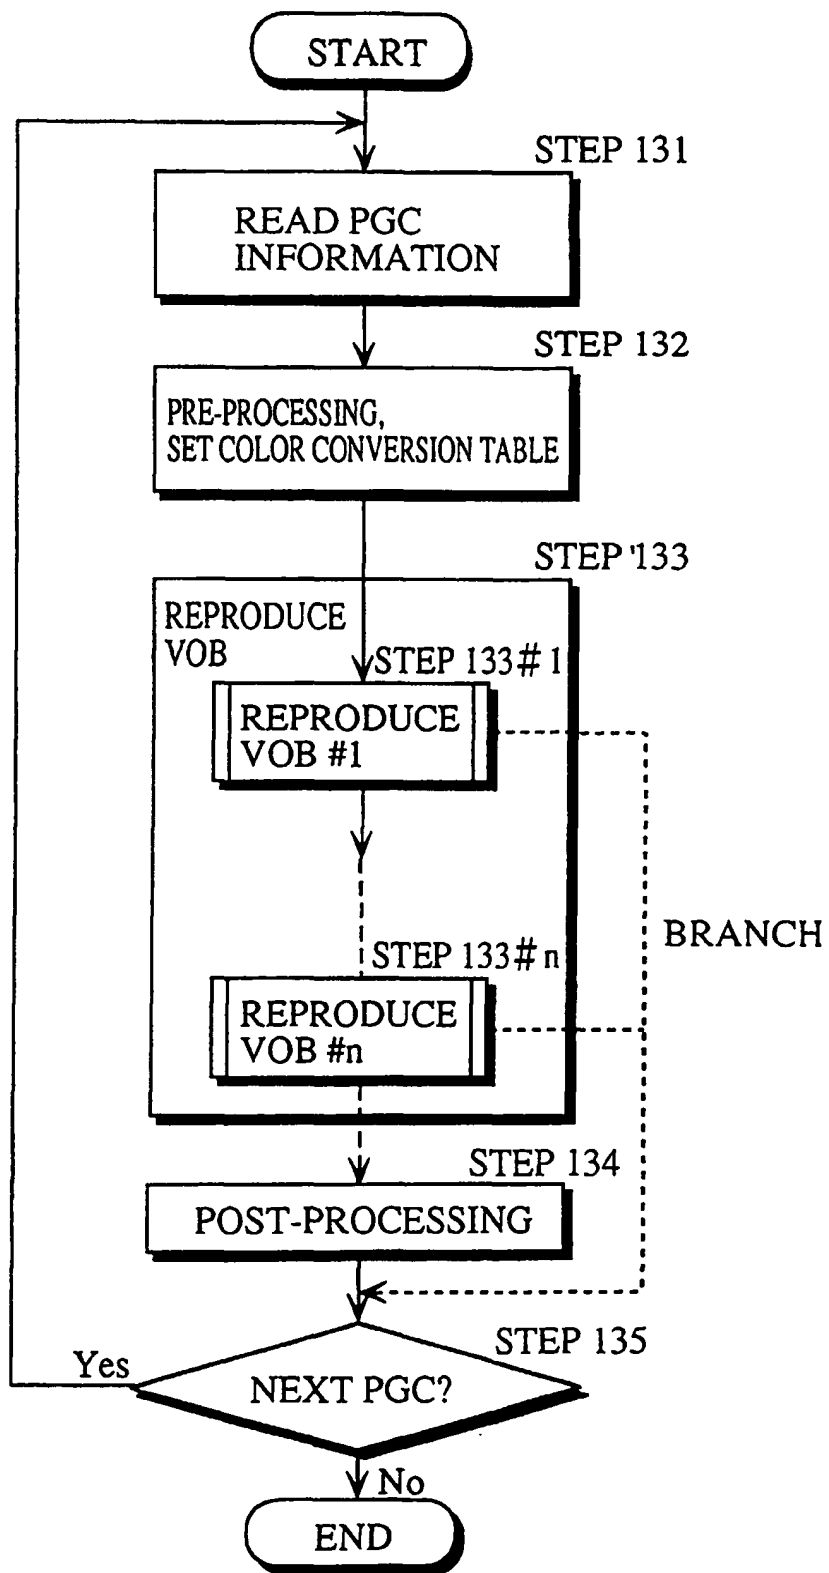 START
STEP 131
READ PGC
INFORMATION
STEP 132
PRE-PROCESSING,
SET COLOR CONVERSION TABLE
STEP 133
REPRODUCE
VOB
STEP 133#1
REPRODUCE
VOB #1
BRANCH
STEP 133#n
REPRODUCE
VOB #n
STEP 134
POST-PROCESSING
STEP 135
Yes
NEXT PGC?
No
END